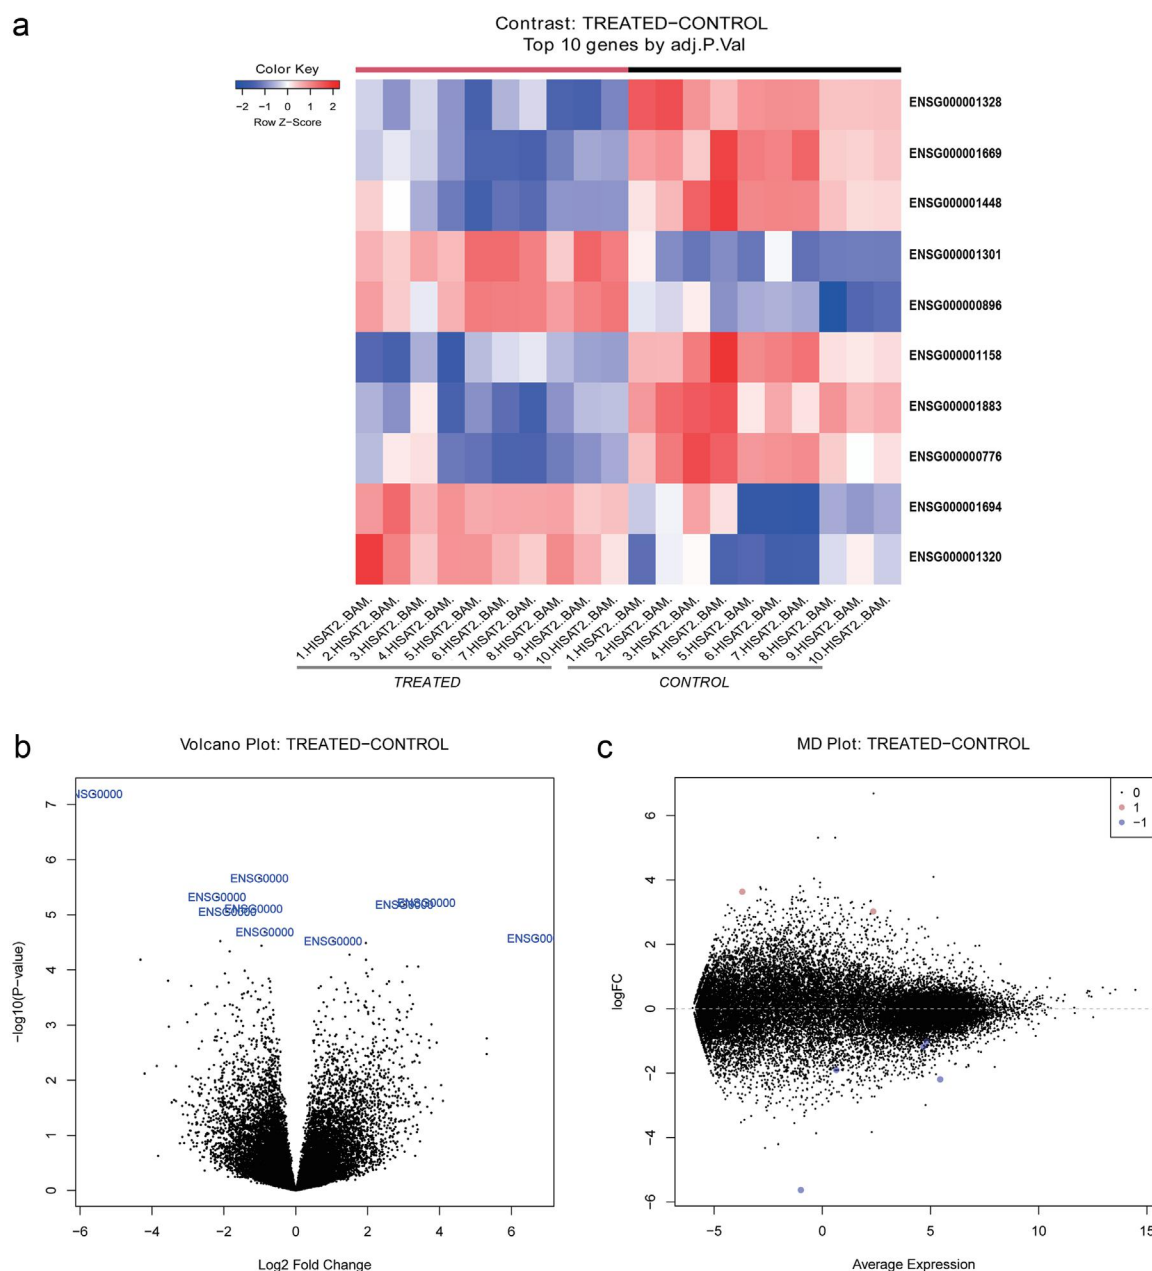 a
Contrast: TREATED−CONTROL
Top 10 genes by adj.P.Val
Color Key
−2 −1 0 1 2
Row Z−Score
ENSG000001328
ENSG000001669
ENSG000001448
ENSG000001301
ENSG000000896
ENSG000001158
ENSG000001883
ENSG000000776
ENSG000001694
ENSG000001320
1.HISAT2..BAM.
2.HISAT2..BAM.
3.HISAT2..BAM.
4.HISAT2..BAM.
5.HISAT2..BAM.
6.HISAT2..BAM.
7.HISAT2..BAM.
8.HISAT2..BAM.
9.HISAT2..BAM.
10.HISAT2..BAM.
1.HISAT2..BAM.
2.HISAT2..BAM.
3.HISAT2..BAM.
4.HISAT2..BAM.
5.HISAT2..BAM.
6.HISAT2..BAM.
7.HISAT2..BAM.
8.HISAT2..BAM.
9.HISAT2..BAM.
10.HISAT2..BAM.
TREATED CONTROL
b
Volcano Plot: TREATED−CONTROL
−log10(P−value)
7
6
5
4
3
2
1
0
NSG0000
ENSG0000
ENSG0000
ENSG0000
ENSG0000
ENSG0000
ENSG0000
ENSG0000
ENSG0000
ENSG00
−6 −4 −2 0 2 4 6
Log2 Fold Change
c
MD Plot: TREATED−CONTROL
0
1
−1
logFC
6
4
2
0
−2
−4
−6
−5 0 5 10 15
Average Expression